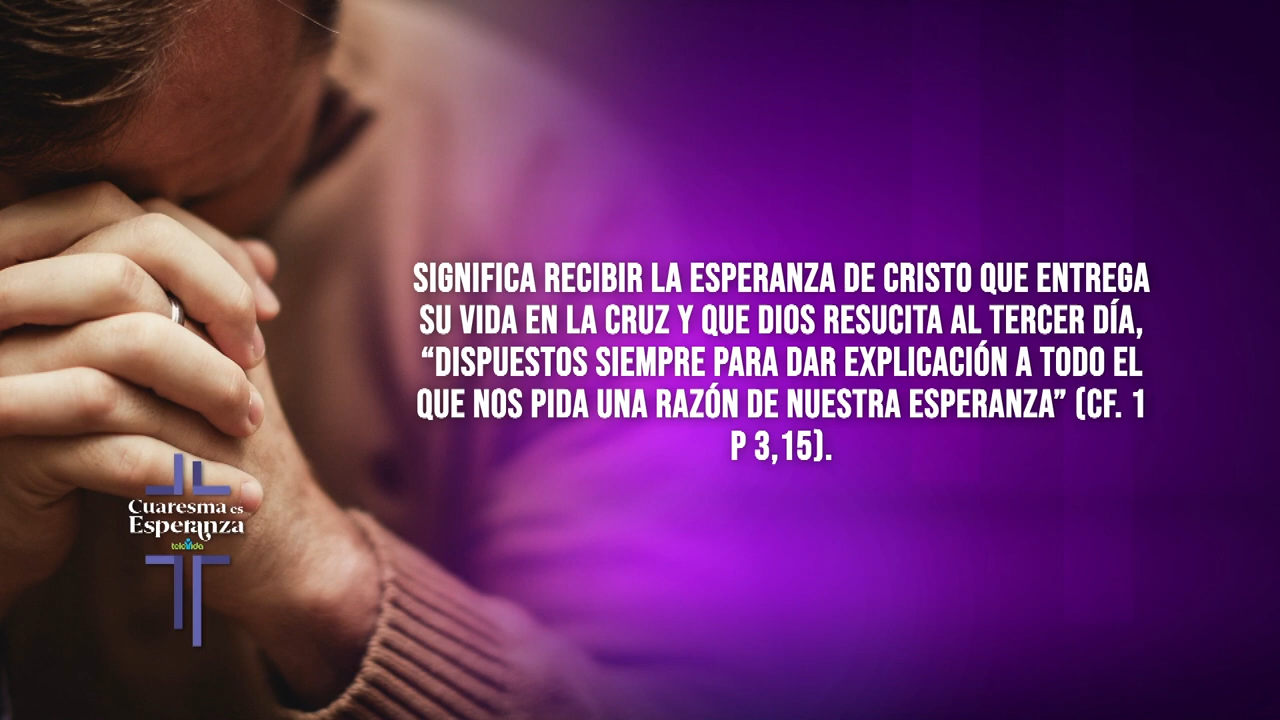 SIGNIFICA RECIBIR LA ESPERANZA DE CRISTO QUE ENTREGA
SU VIDA EN LA CRUZ Y QUE DIOS RESUCITA AL TERCER DÍA,
“DISPUESTOS SIEMPRE PARA DAR EXPLICACIÓN A TODO EL
QUE NOS PIDA UNA RAZÓN DE NUESTRA ESPERANZA” (CF. 1
P 3,15).
Cuaresma es
Esperanza
televida